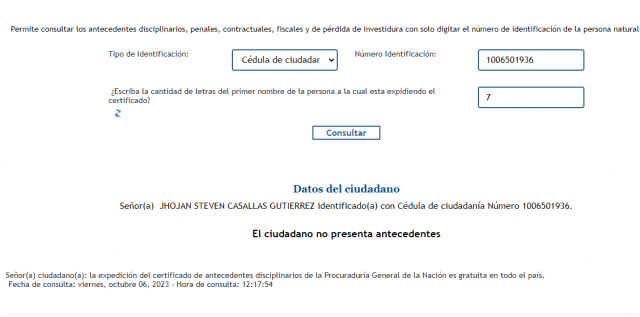 Permite consultar los antecedentes disciplinarios, penales, contractuales, fiscales y de pérdida de investidura con solo digitar el número de identificación de la persona natural
Tipo de Identificación: Cédula de ciudadar Número Identificación: 1006501936
¿Escriba la cantidad de letras del primer nombre de la persona a la cual esta expidiendo el 7
certificado?
Consultar
Datos del ciudadano
Señor(a) JHOJAN STEVEN CASALLAS GUTIERREZ identificado(a) con Cédula de ciudadanía Número 1006501936.
El ciudadano no presenta antecedentes
Señor(a) ciudadano(a): la expedición del certificado de antecedentes disciplinarios de la Procuraduría General de la Nación es gratuita en todo el país.
Fecha de consulta: viernes, octubre 06, 2023 - Hora de consulta: 12:17:54